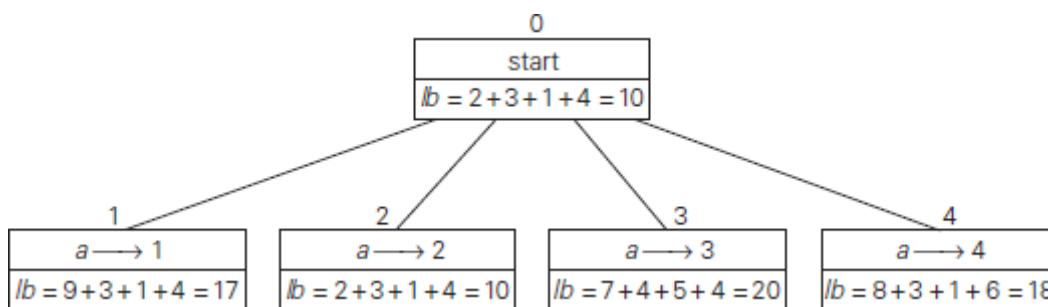 0
start
lb = 2+3+1+4 = 10
1
2
3
4
a ⟶ 1
a ⟶ 2
a ⟶ 3
a ⟶ 4
lb = 9+3+1+4 = 17
lb = 2+3+1+4 = 10
lb = 7+4+5+4 = 20
lb = 8+3+1+6 = 18